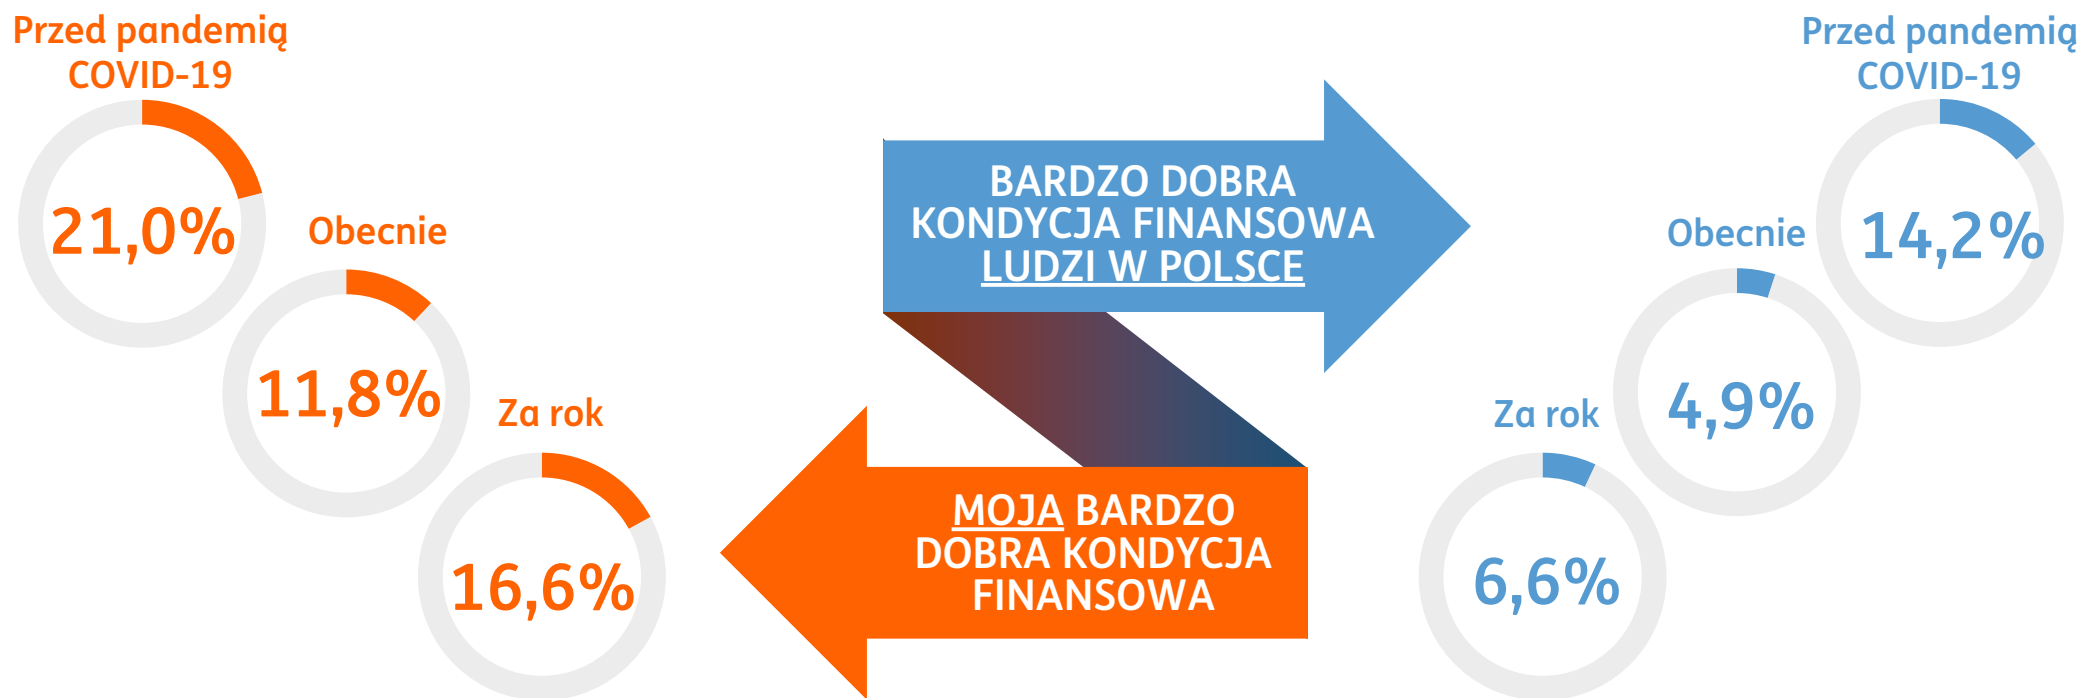 Przed pandemią
COVID-19
21,0%
Obecnie
11,8%
Za rok
16,6%
BARDZO DOBRA
KONDYCJA FINANSOWA
LUDZI W POLSCE
MOJA BARDZO
DOBRA KONDYCJA
FINANSOWA
Przed pandemią
COVID-19
14,2%
Obecnie
4,9%
Za rok
6,6%